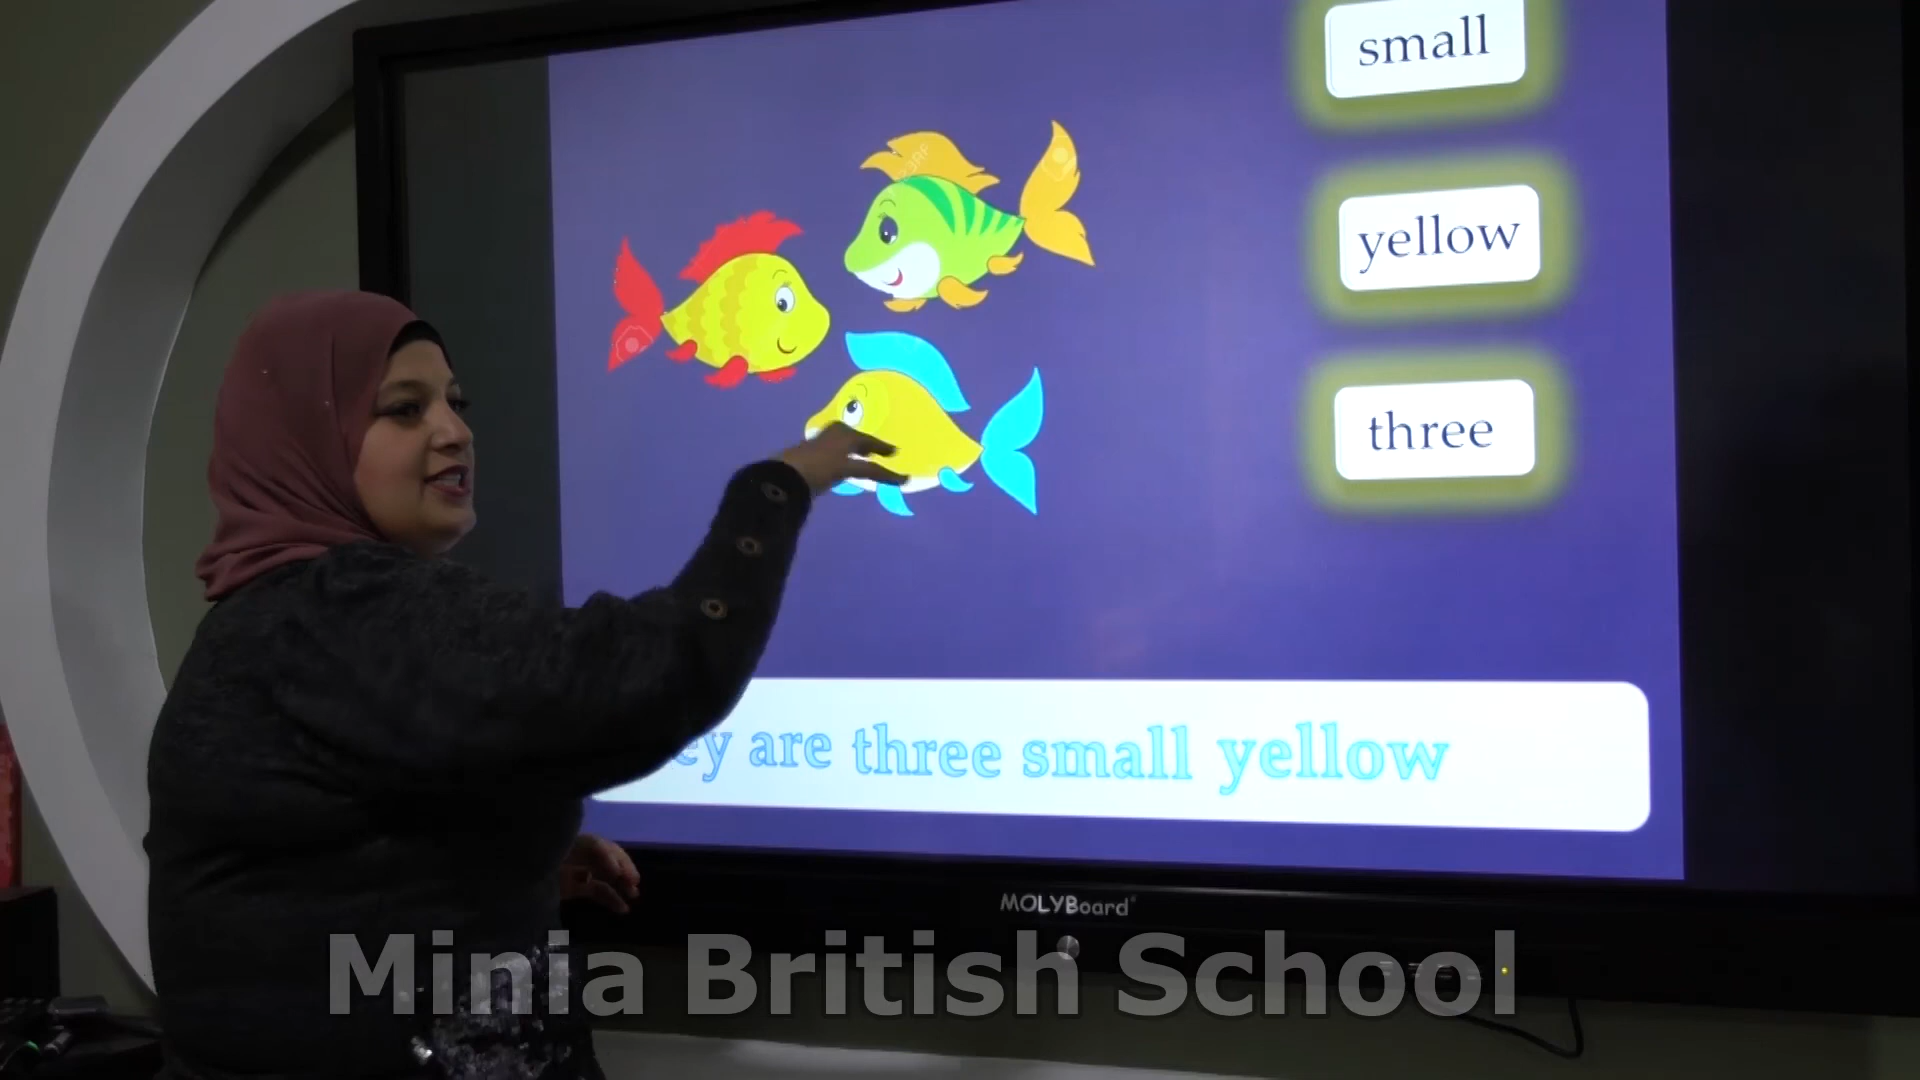 small
yellow
three
ey are three small yellow
MOLYBoard
Minia British School